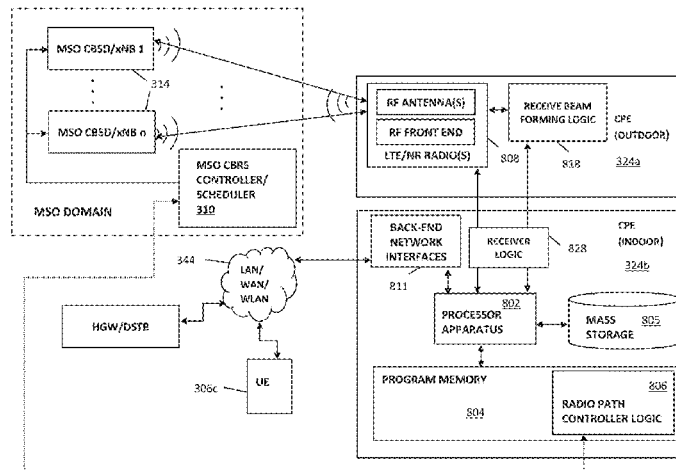 MSO CBSD/xNB 1
314
MSO CBSD/xNB n
MSO CBRS
CONTROLLER/
SCHEDULER
310
MSO DOMAIN
RF ANTENNA(S)
RF FRONT END
LTE/NR RADIO(S)
808
RECEIVE BEAM
FORMING LOGIC
818
CPE
(OUTDOOR)
324a
BACK-END
NETWORK
INTERFACES
811
RECEIVER
LOGIC
828
CPE
(INDOOR)
324b
344
LAN/
WAN/
WLAN
HGW/DSTB
306c
UE
802
PROCESSOR
APPARATUS
805
MASS
STORAGE
PROGRAM MEMORY
804
806
RADIO PATH
CONTROLLER LOGIC